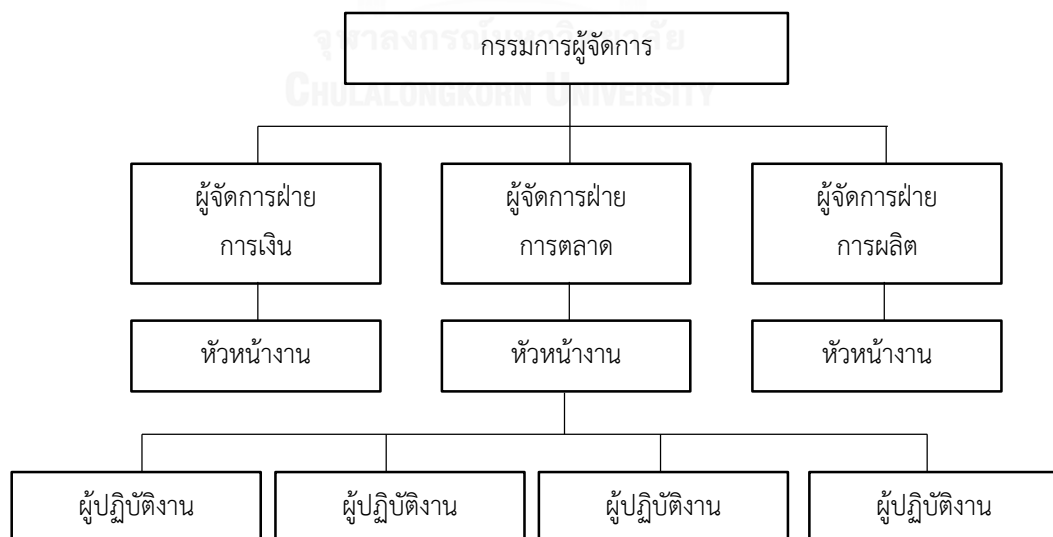 จุฬาลงกรณ์มหาวิทยาลัย
CHULALONGKORN UNIVERSITY
กรรมการผู้จัดการ
ผู้จัดการฝ่าย
การเงิน
ผู้จัดการฝ่าย
การตลาด
ผู้จัดการฝ่าย
การผลิต
หัวหน้างาน
หัวหน้างาน
หัวหน้างาน
ผู้ปฏิบัติงาน
ผู้ปฏิบัติงาน
ผู้ปฏิบัติงาน
ผู้ปฏิบัติงาน